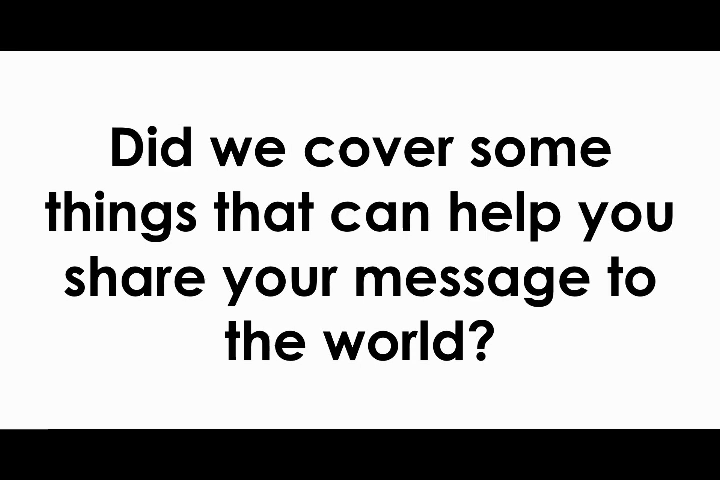 Did we cover some
things that can help you
share your message to
the world?